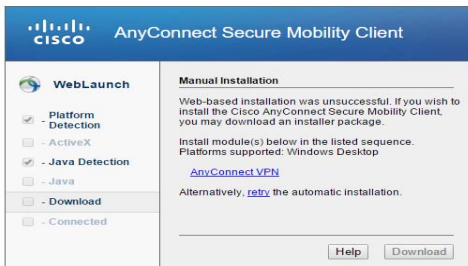 CISCO
AnyConnect Secure Mobility Client
WebLaunch
- Platform
Detection
- ActiveX
- Java Detection
- Java
- Download
- Connected
Manual Installation
Web-based installation was unsuccessful. If you wish to
install the Cisco AnyConnect Secure Mobility Client,
you may download an installer package.
Install module(s) below in the listed sequence.
Platforms supported: Windows Desktop
AnyConnect VPN
Alternatively, retry the automatic installation.
Help
Download